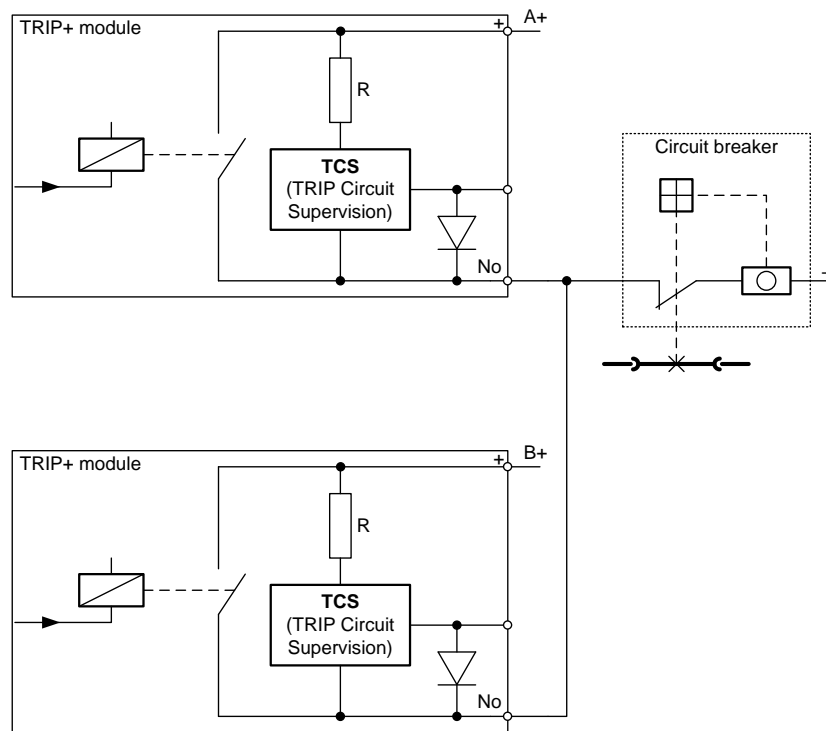 TRIP+ module
+ A+
R
TCS
(TRIP Circuit
Supervision)
No
Circuit breaker
-
TRIP+ module
+ B+
R
TCS
(TRIP Circuit
Supervision)
No